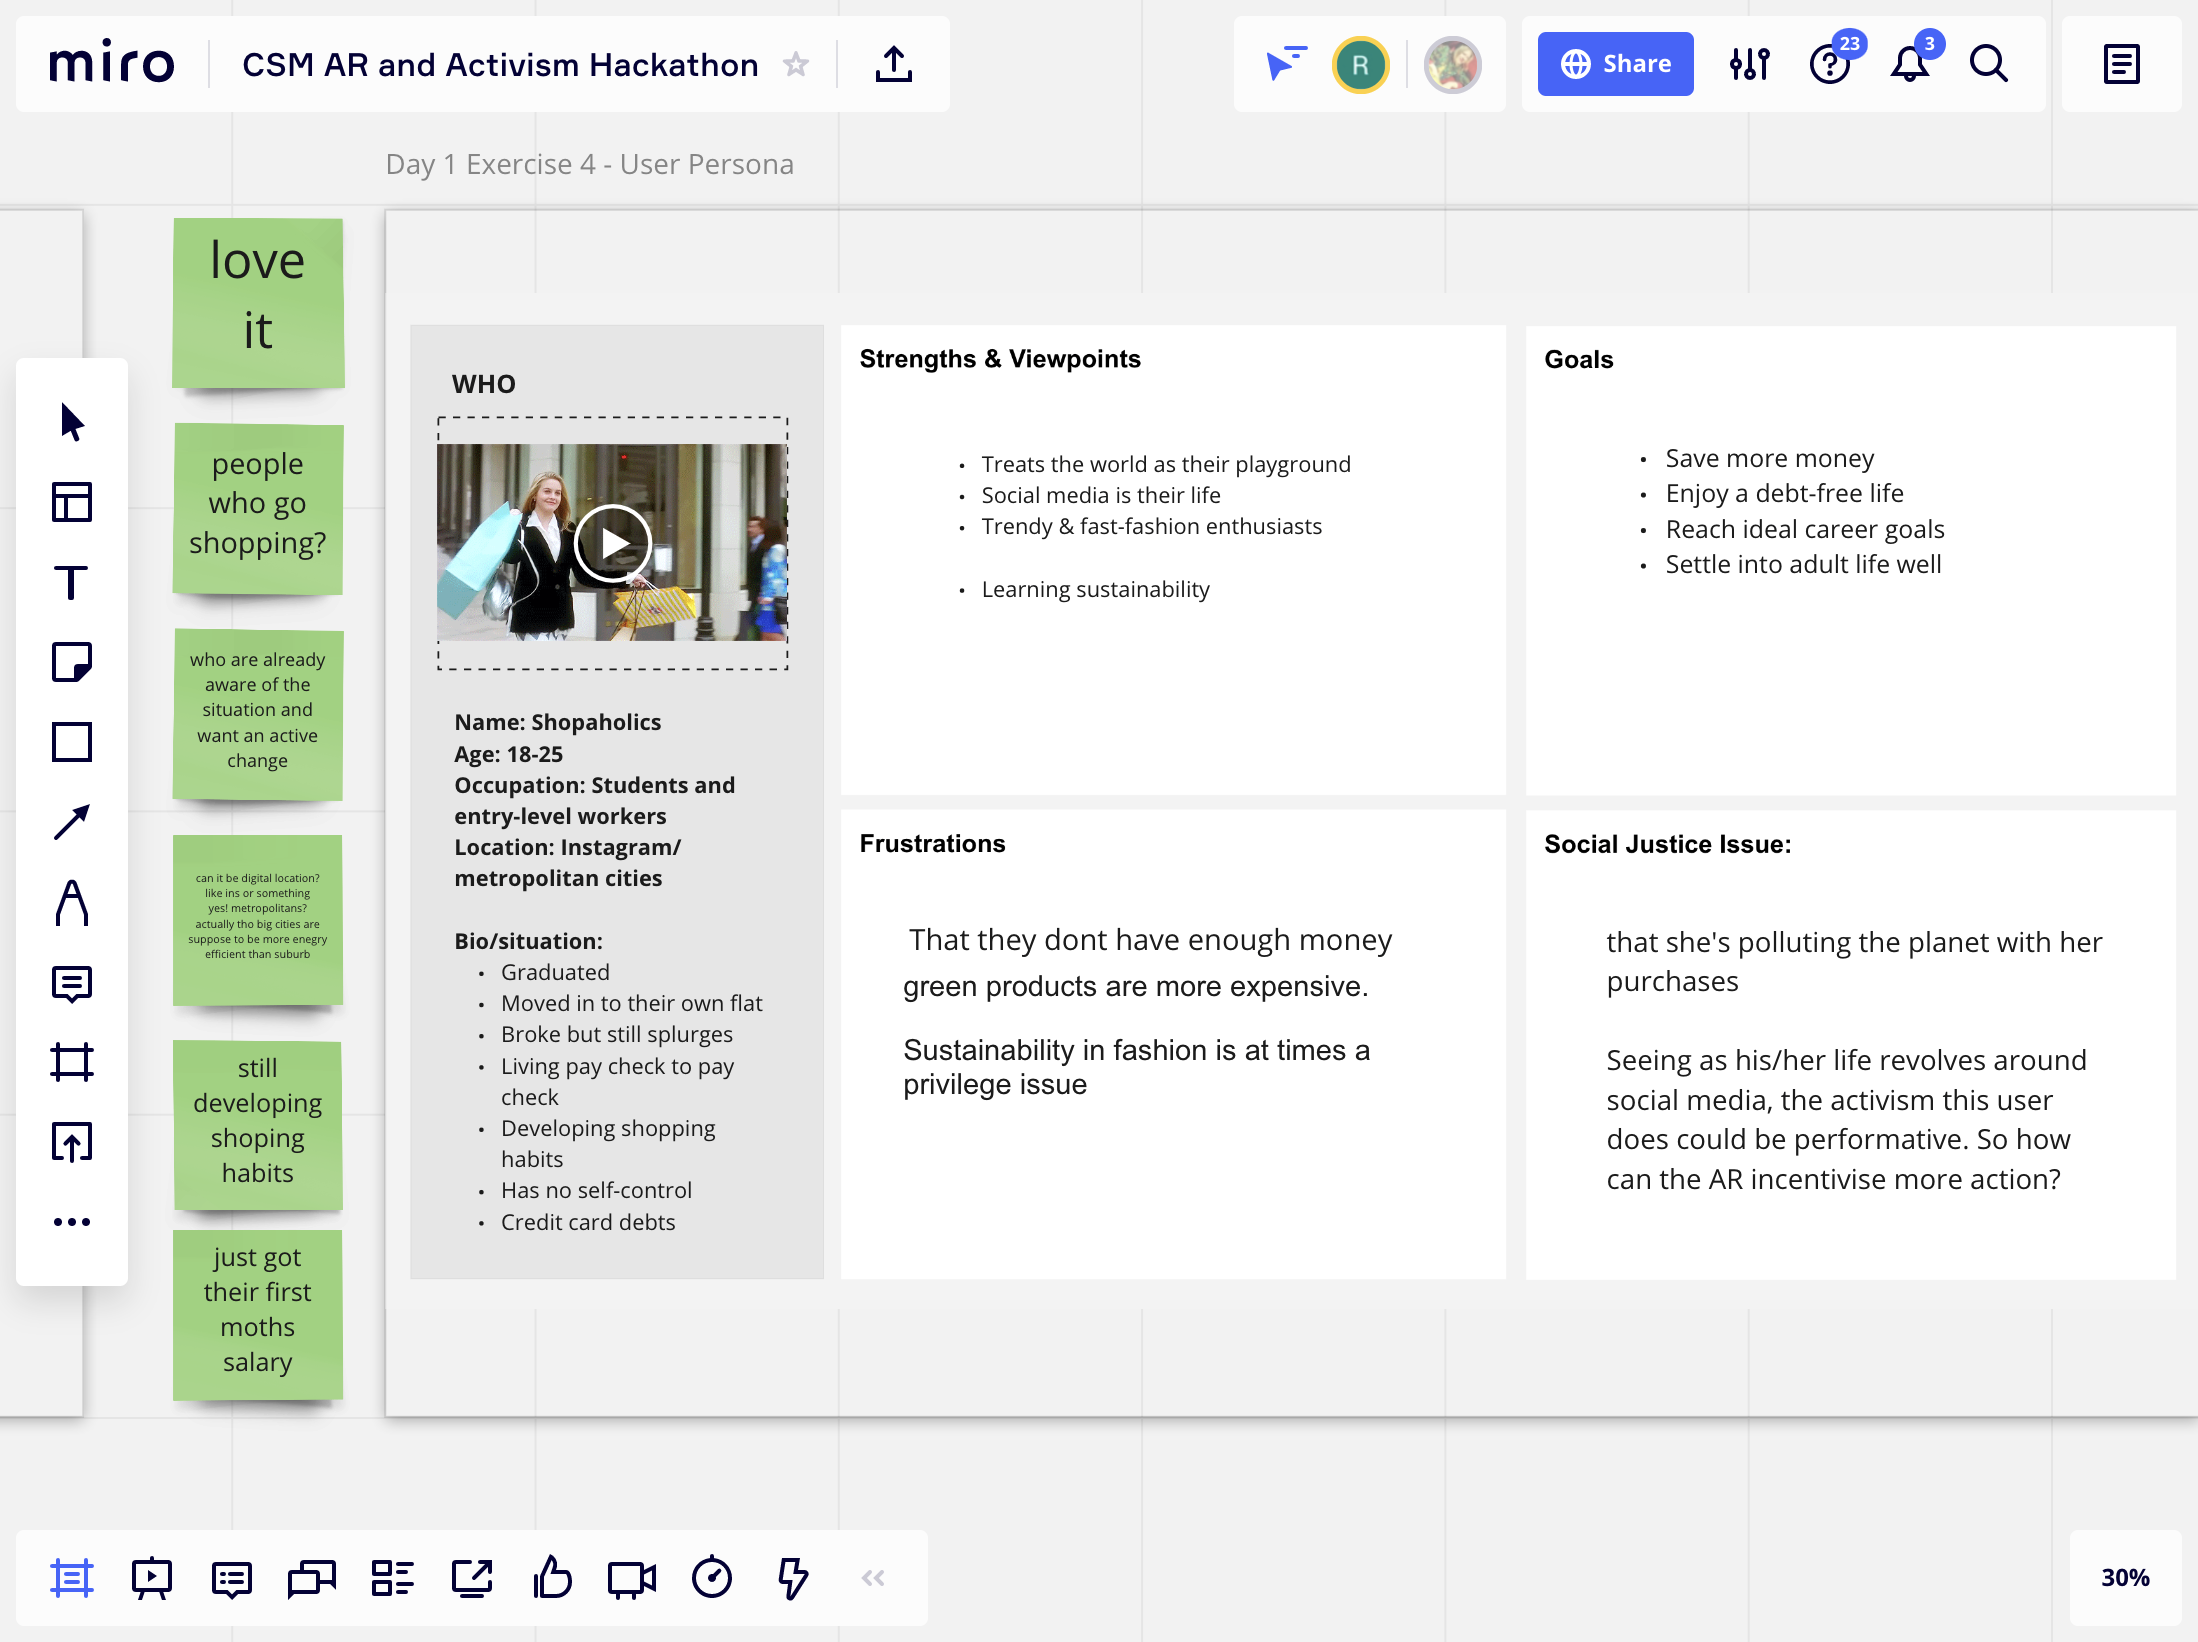 miro
CSM AR and Activism Hackathon
R
Share
23
3
Day 1 Exercise 4 - User Persona
love
it
people
who go
shopping?
who are already
aware of the
situation and
want an active
change
can it be digital location?
like ins or something
yes! metropolitans?
actually tho big cities are
suppose to be more enegry
efficient than suburb
still
developing
shoping
habits
just got
their first
moths
salary
WHO
Name: Shopaholics
Age: 18-25
Occupation: Students and
entry-level workers
Location: Instagram/
metropolitan cities
Bio/situation:
• Graduated
• Moved in to their own flat
• Broke but still splurges
• Living pay check to pay
check
• Developing shopping
habits
• Has no self-control
• Credit card debts
Strengths & Viewpoints
• Treats the world as their playground
• Social media is their life
• Trendy & fast-fashion enthusiasts
• Learning sustainability
Goals
• Save more money
• Enjoy a debt-free life
• Reach ideal career goals
• Settle into adult life well
Frustrations
That they dont have enough money
green products are more expensive.
Sustainability in fashion is at times a
privilege issue
Social Justice Issue:
that she's polluting the planet with her
purchases
Seeing as his/her life revolves around
social media, the activism this user
does could be performative. So how
can the AR incentivise more action?
30%